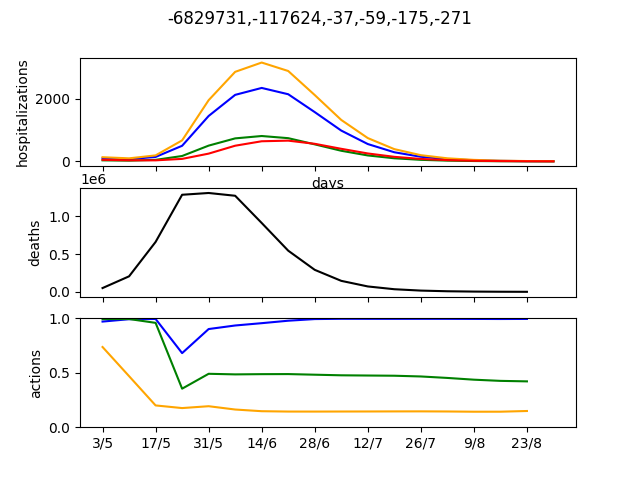 -6829731,-117624,-37,-59,-175,-271
hospitalizations
2000
0
days
1e6
deaths
1.0
0.5
0.0
actions
1.0
0.5
0.0
3/5 17/5 31/5 14/6 28/6 12/7 26/7 9/8 23/8